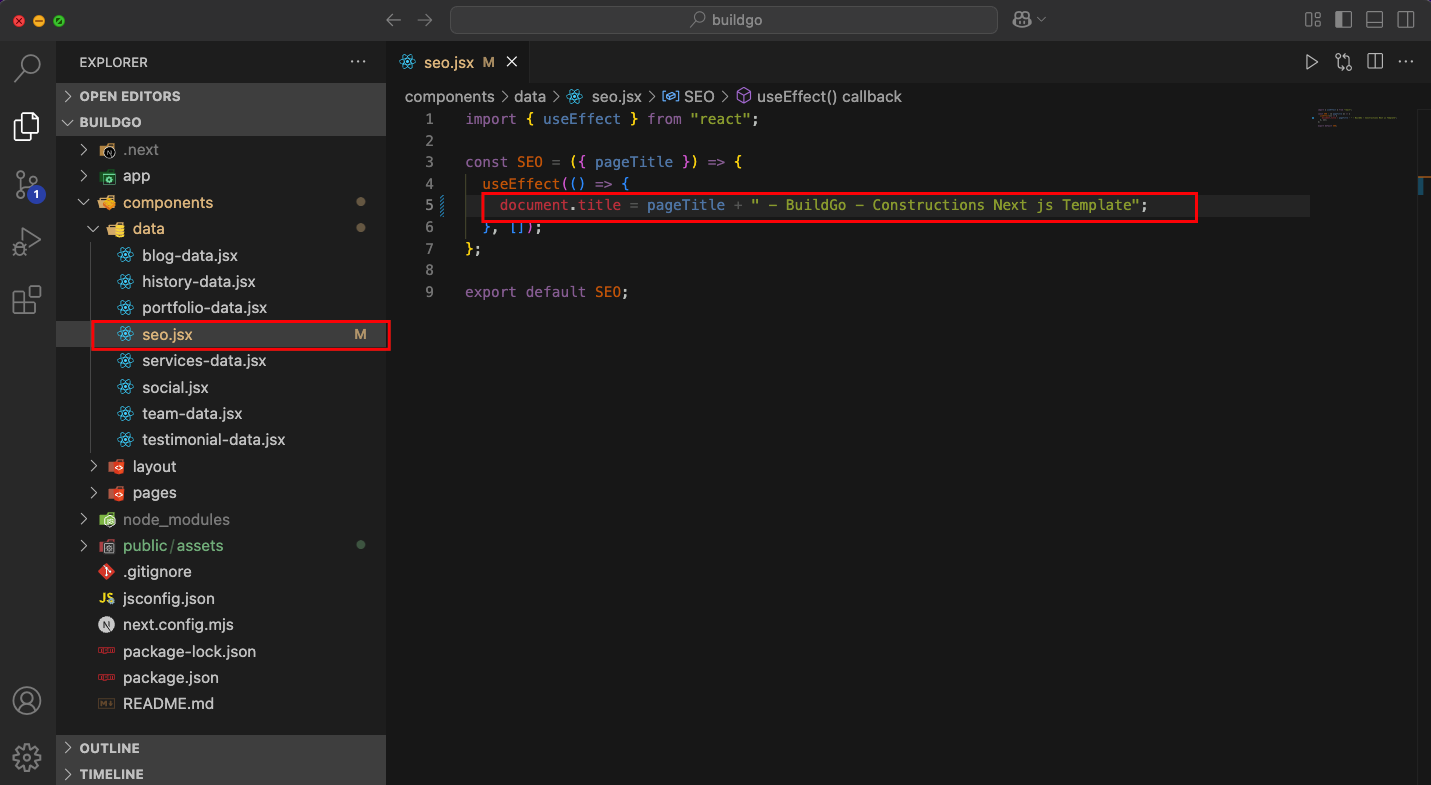 buildgo
EXPLORER
OPEN EDITORS
BUILDGO
.next
app
components
data
blog-data.jsx
history-data.jsx
portfolio-data.jsx
seo.jsx M
services-data.jsx
social.jsx
team-data.jsx
testimonial-data.jsx
layout
pages
node_modules
public/assets
.gitignore
JS jsconfig.json
N next.config.mjs
package-lock.json
package.json
README.md
OUTLINE
TIMELINE
1
seo.jsx M
components > data > seo.jsx > SEO > useEffect() callback
1 import { useEffect } from "react";
2
3 const SEO = ({ pageTitle }) => {
4 useEffect(() => {
5 document.title = pageTitle + " - BuildGo - Constructions Next js Template";
6 }, []);
7 };
8
9 export default SEO;